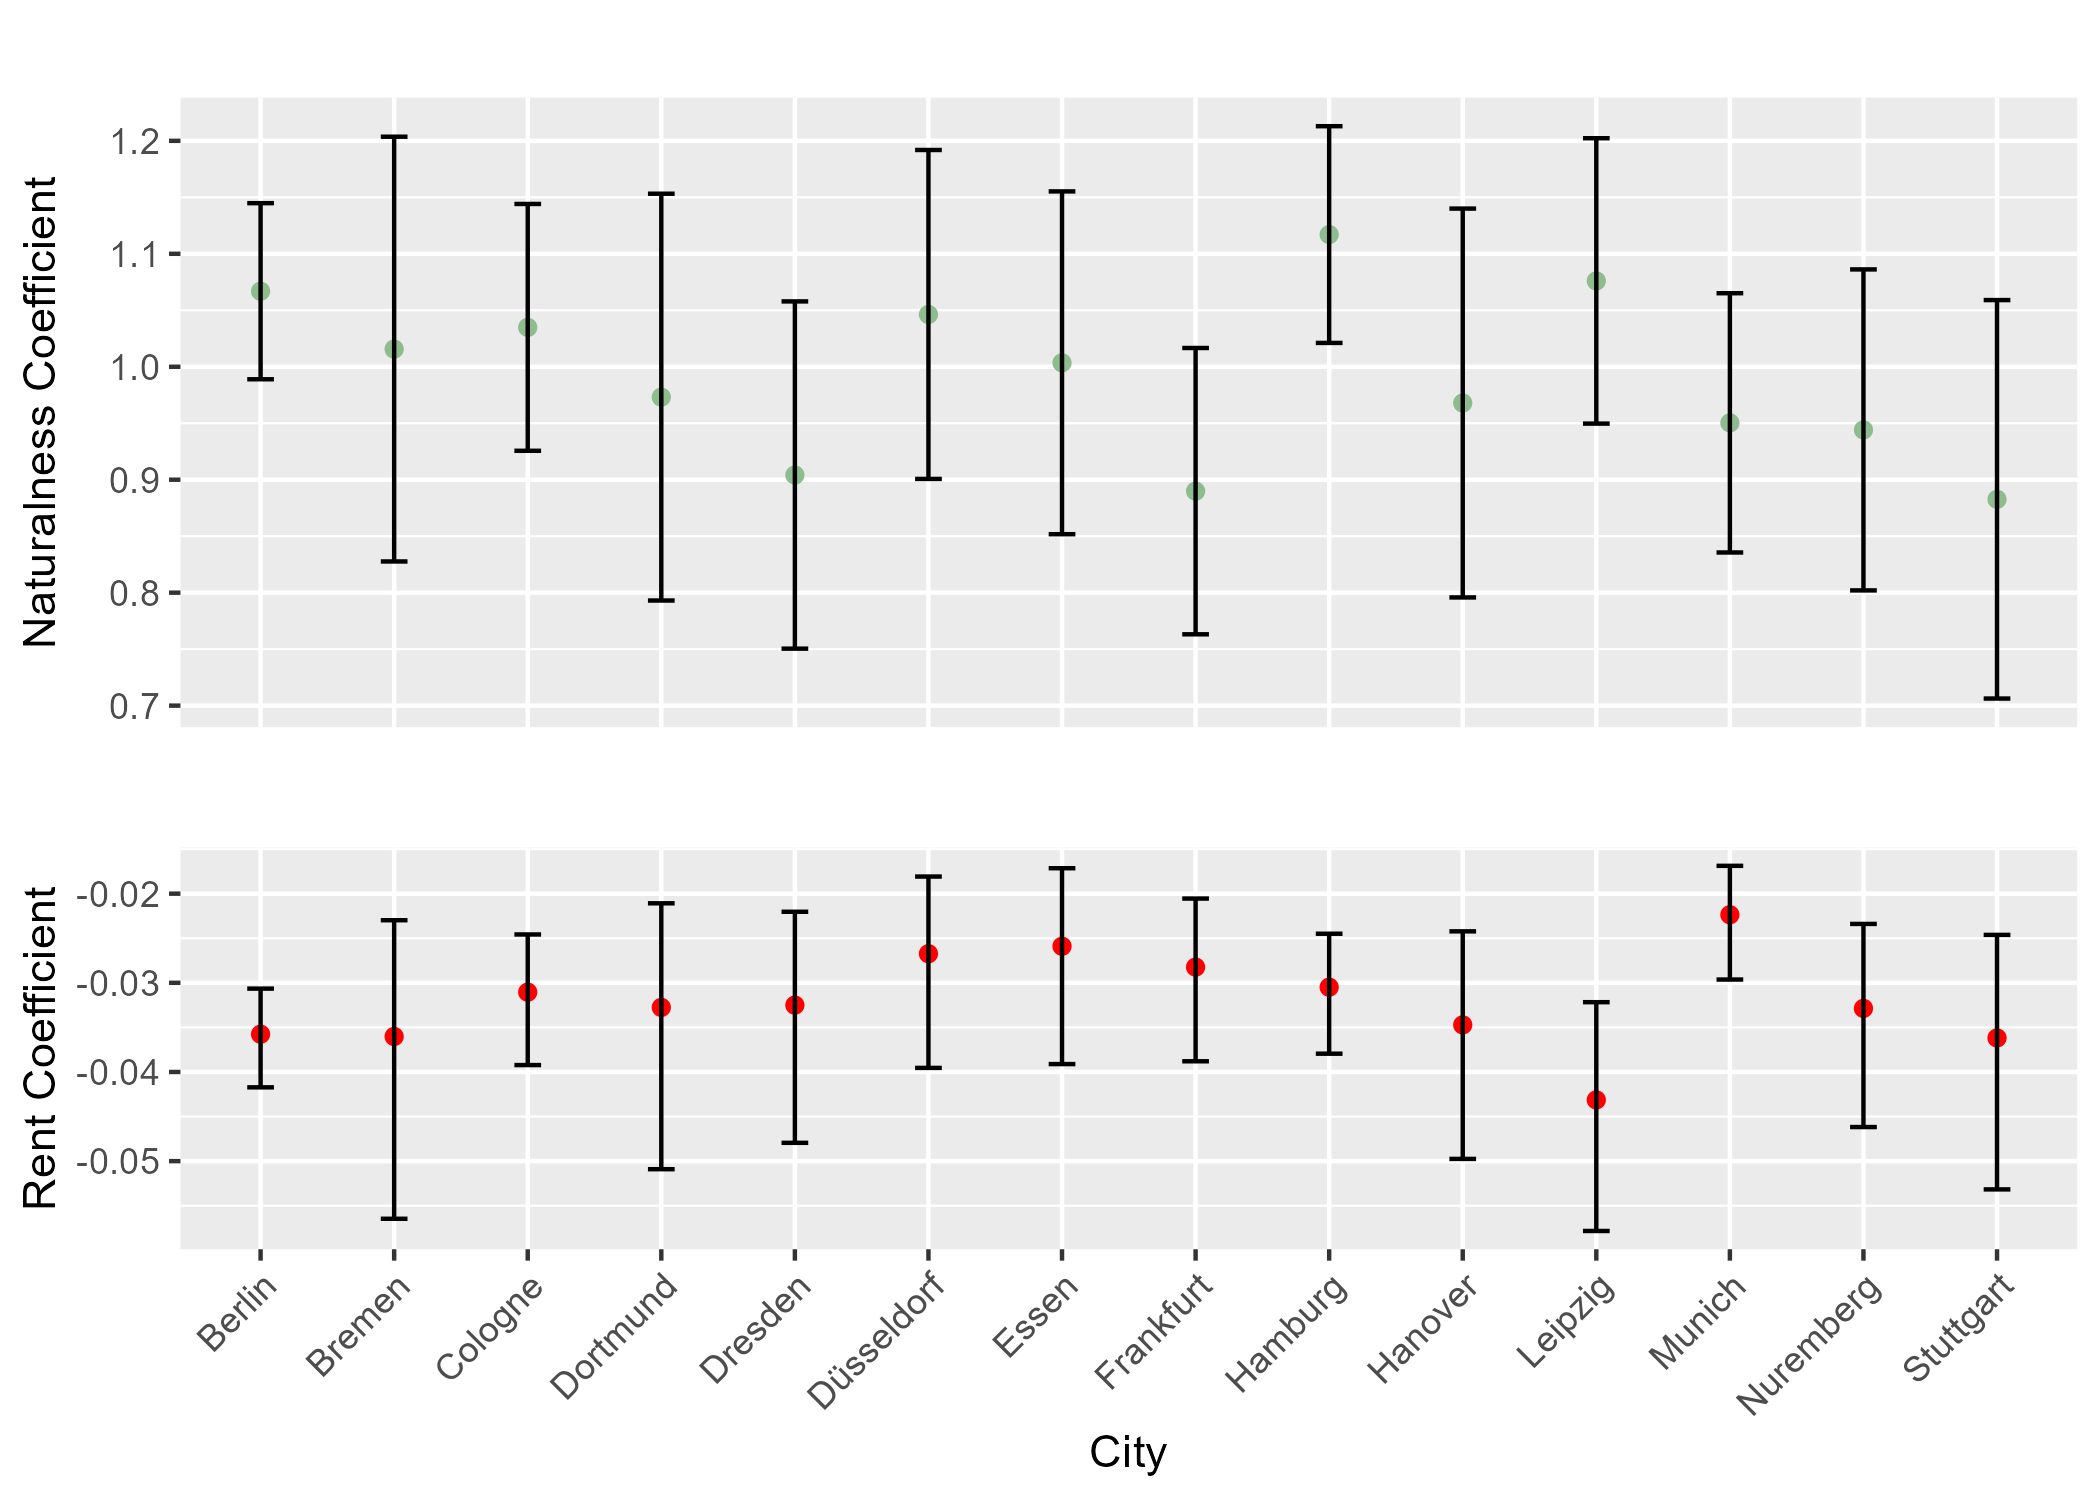 Naturalness Coefficient
1.2
1.1
1.0
0.9
0.8
0.7
Rent Coefficient
-0.02
-0.03
-0.04
-0.05
Berlin
Bremen
Cologne
Dortmund
Dresden
Düsseldorf
Essen
Frankfurt
Hamburg
Hanover
Leipzig
Munich
Nuremberg
Stuttgart
City